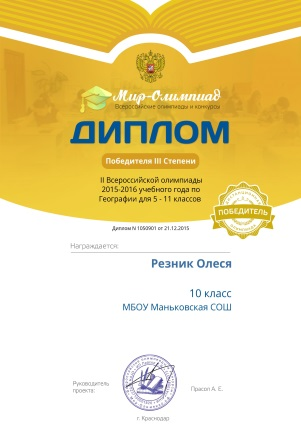 Мир-Олимпиад
Всероссийские олимпиады и конкурсы
ДИПЛОМ
Победителя III Степени
II Всероссийской олимпиады
2015-2016 учебного года по
Географии для 5 - 11 классов
ПОБЕДИТЕЛЬ
Диплом N 1050901 от 21.12.2015
Награждается:
Резник Олеся
10 класс
МБОУ Маньковская СОШ
Руководитель
проекта:
Прасол А. Е.
г. Краснодар